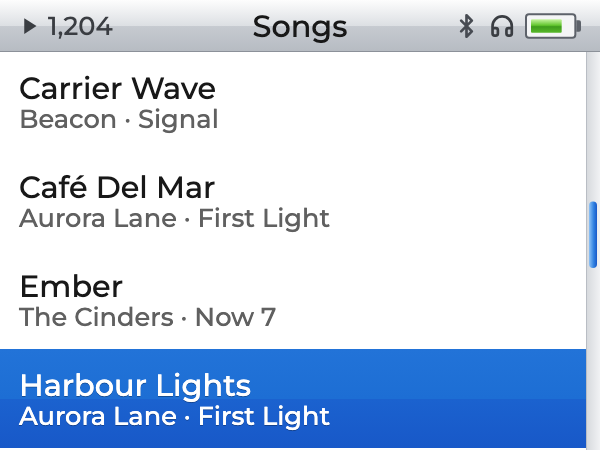 1,204
Songs
Carrier Wave
Beacon · Signal
Café Del Mar
Aurora Lane · First Light
Ember
The Cinders · Now 7
Harbour Lights
Aurora Lane · First Light